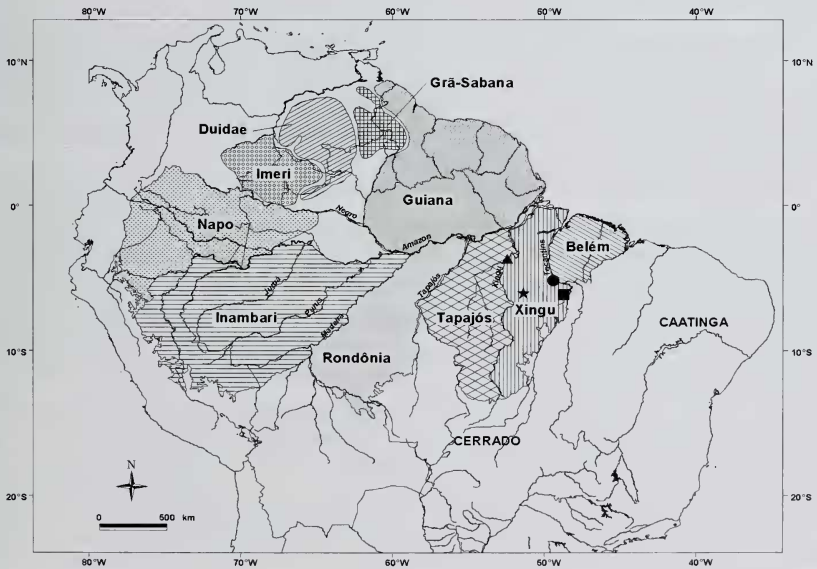 80°W 70°W 60°W 50°W 40°W
10°N 10°N
Grã-Sabana
Duidae
Imeri
Guiana
0° 0°
Negro
Napo
Amazon
Belém
Tocantins
Xingu
Tapajós
Juruá
Purus
Madeira
Inambari
Tapajós
Xingu
CAATINGA
10°S 10°S
Rondônia
CERRADO
N
20°S 20°S
0 500 km
80°W 70°W 60°W 50°W 40°W